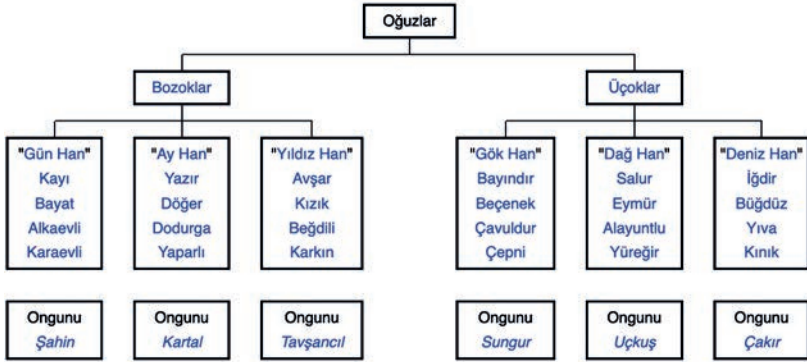 Oğuzlar
Bozoklar
Üçoklar
"Gün Han"
Kayı
Bayat
Alkaevli
Karaevli
"Ay Han"
Yazır
Döğer
Dodurga
Yaparlı
"Yıldız Han"
Avşar
Kızık
Beğdili
Karkın
"Gök Han"
Bayındır
Beçenek
Çavuldur
Çepni
"Dağ Han"
Salur
Eymür
Alayuntlu
Yüreğir
"Deniz Han"
İğdir
Büğdüz
Yıva
Kınık
Ongunu
Şahin
Ongunu
Kartal
Ongunu
Tavşancıl
Ongunu
Sungur
Ongunu
Uçkuş
Ongunu
Çakır